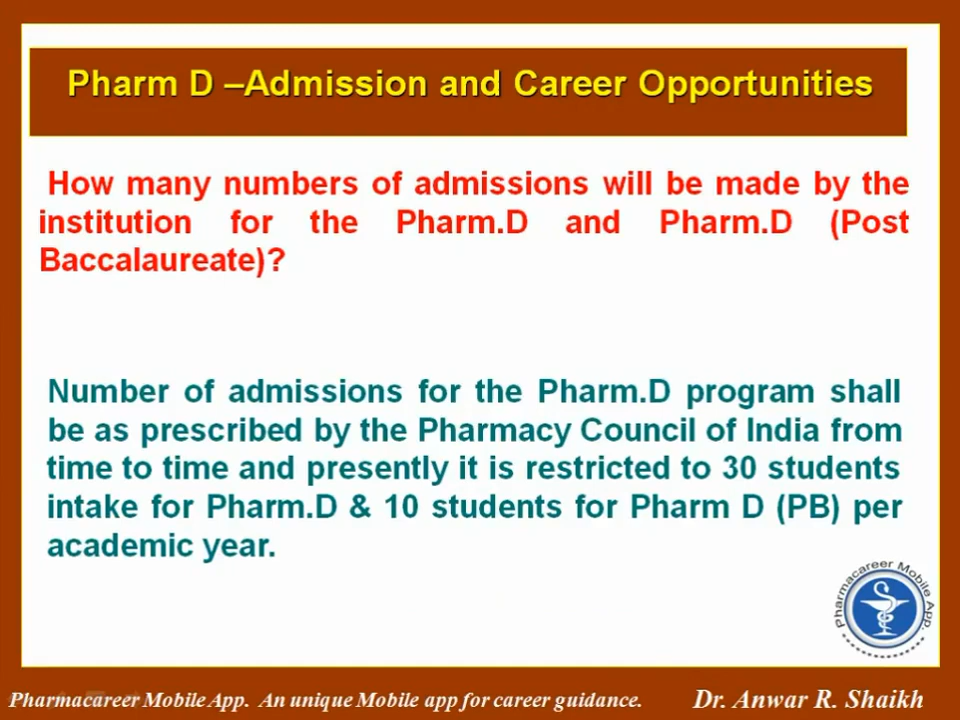 Pharm D –Admission and Career Opportunities
How many numbers of admissions will be made by the
institution for the Pharm.D and Pharm.D (Post
Baccalaureate)?
Number of admissions for the Pharm.D program shall
be as prescribed by the Pharmacy Council of India from
time to time and presently it is restricted to 30 students
intake for Pharm.D & 10 students for Pharm D (PB) per
academic year.
Pharmacareer Mobile App.
Pharmacareer Mobile App. An unique Mobile app for career guidance. Dr. Anwar R. Shaikh